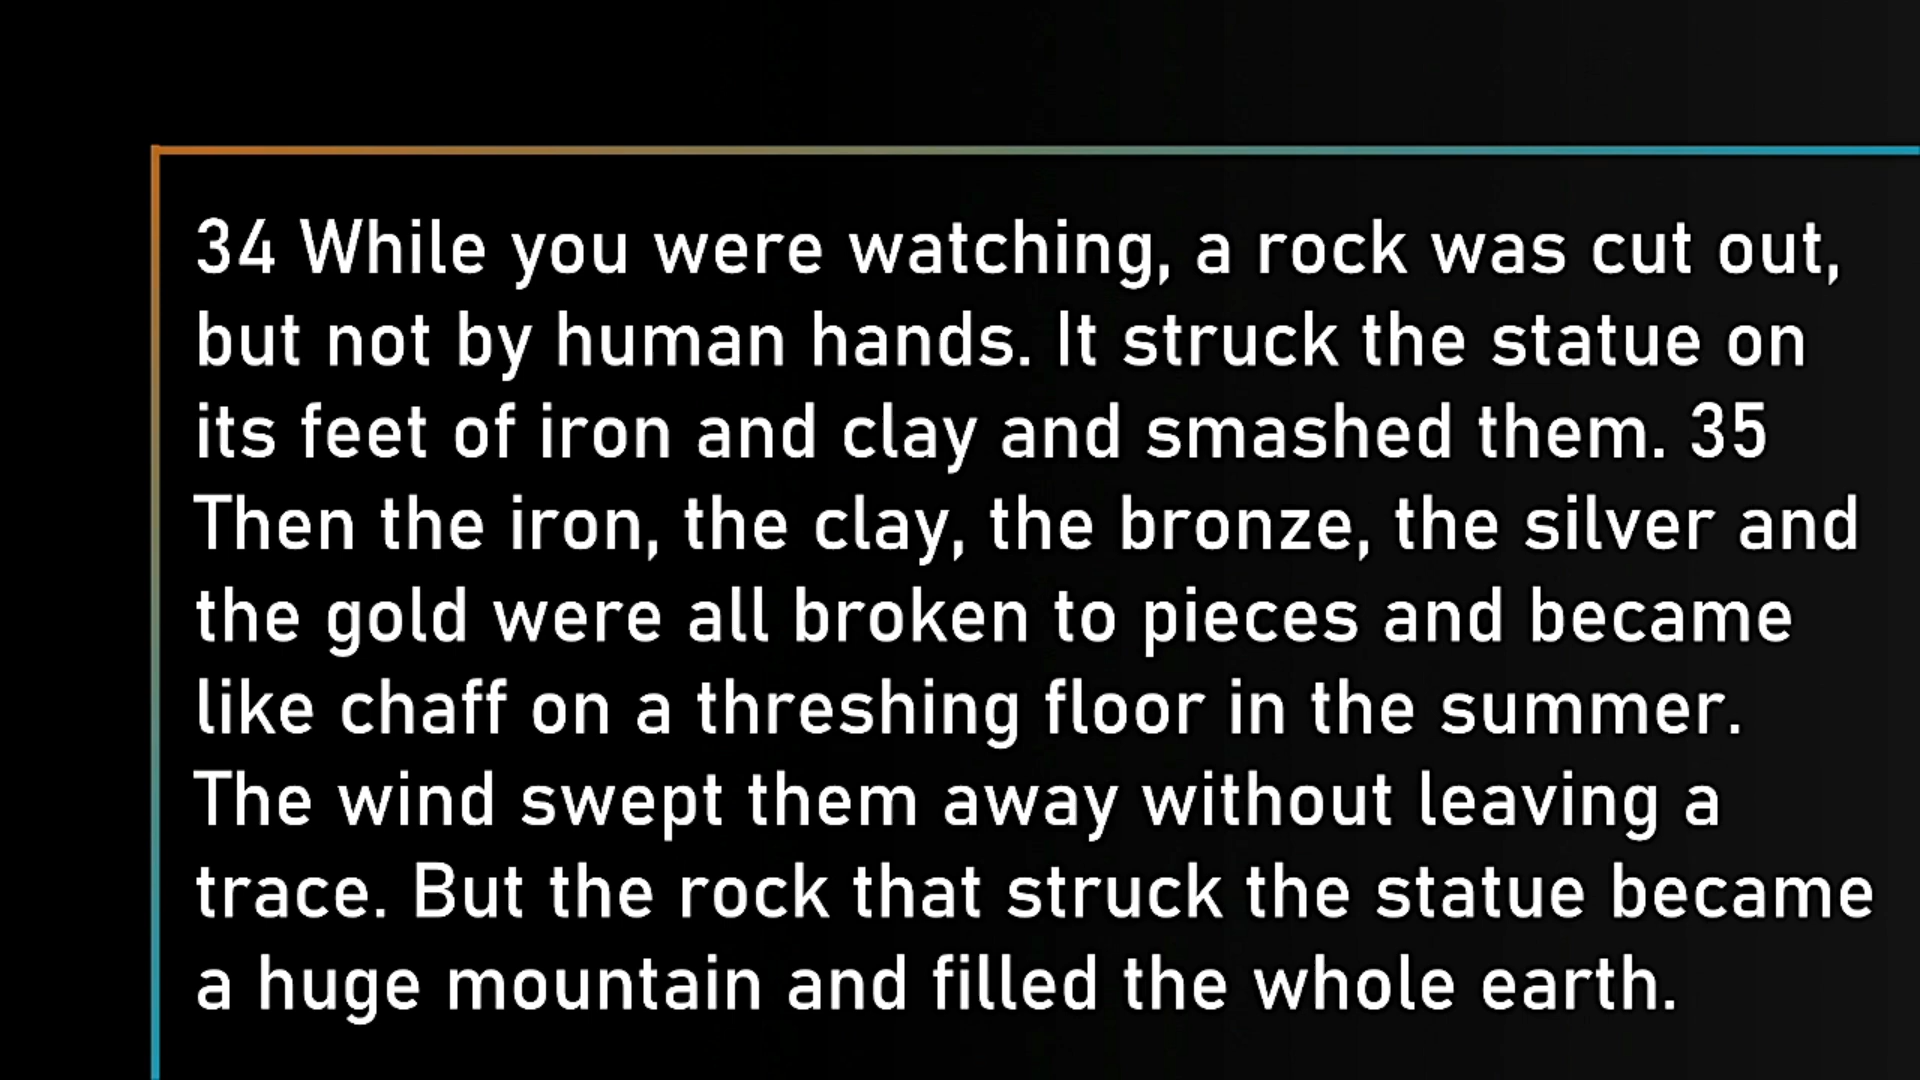 34 While you were watching, a rock was cut out,
but not by human hands. It struck the statue on
its feet of iron and clay and smashed them. 35
Then the iron, the clay, the bronze, the silver and
the gold were all broken to pieces and became
like chaff on a threshing floor in the summer.
The wind swept them away without leaving a
trace. But the rock that struck the statue became
a huge mountain and filled the whole earth.